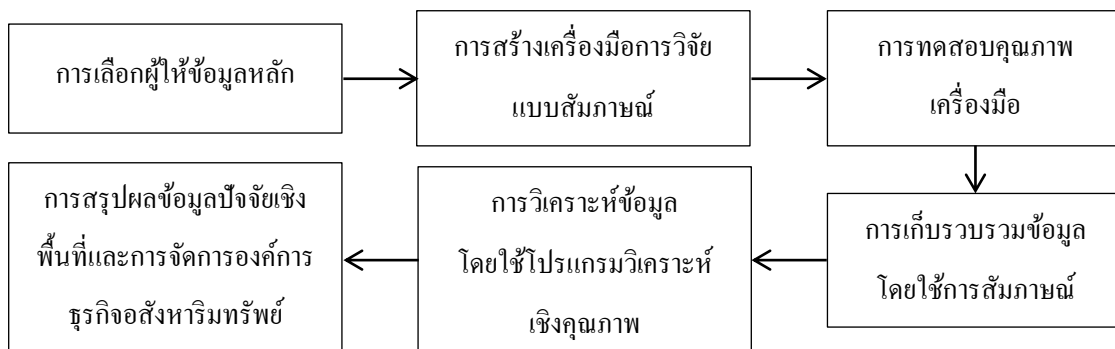 การเลือกผู้ให้ข้อมูลหลัก
การสร้างเครื่องมือการวิจัย
แบบสัมภาษณ์
การทดสอบคุณภาพ
เครื่องมือ
การเก็บรวบรวมข้อมูล
โดยใช้การสัมภาษณ์
การวิเคราะห์ข้อมูล
โดยใช้โปรแกรมวิเคราะห์
เชิงคุณภาพ
การสรุปผลข้อมูลปัจจัยเชิง
พื้นที่และการจัดการองค์การ
ธุรกิจอสังหาริมทรัพย์